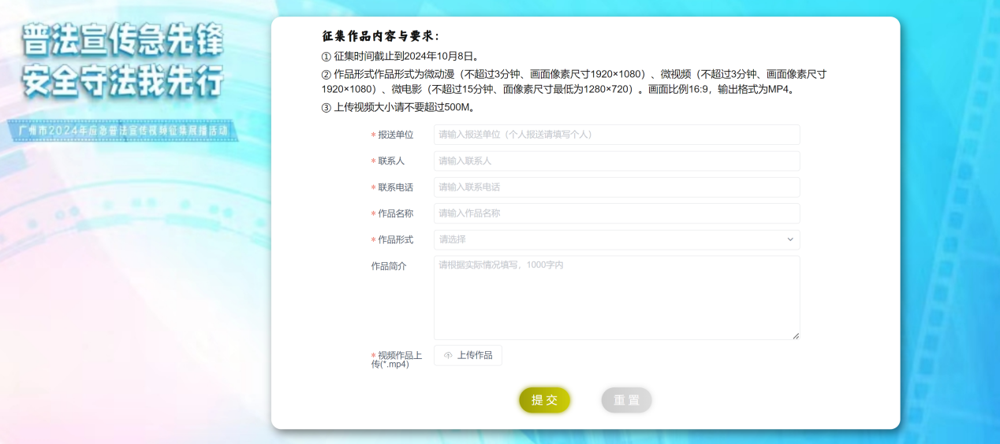 普法宣传急先锋
安全守法我先行
广州市2024年应急普法宣传视频征集展播活动
征集作品内容与要求：
① 征集时间截止到2024年10月8日。
② 作品形式作品形式为微动漫（不超过3分钟、画面像素尺寸1920×1080）、微视频（不超过3分钟、画面像素尺寸
1920×1080）、微电影（不超过15分钟、面像素尺寸最低为1280×720）。画面比例16:9，输出格式为MP4。
③ 上传视频大小请不要超过500M。
* 报送单位 请输入报送单位（个人报送请填写个人）
* 联系人 请输入联系人
* 联系电话 请输入联系电话
* 作品名称 请输入作品名称
* 作品形式 请选择
作品简介 请根据实际情况填写，1000字内
* 视频作品上
传(*.mp4)
上传作品
提交 重置